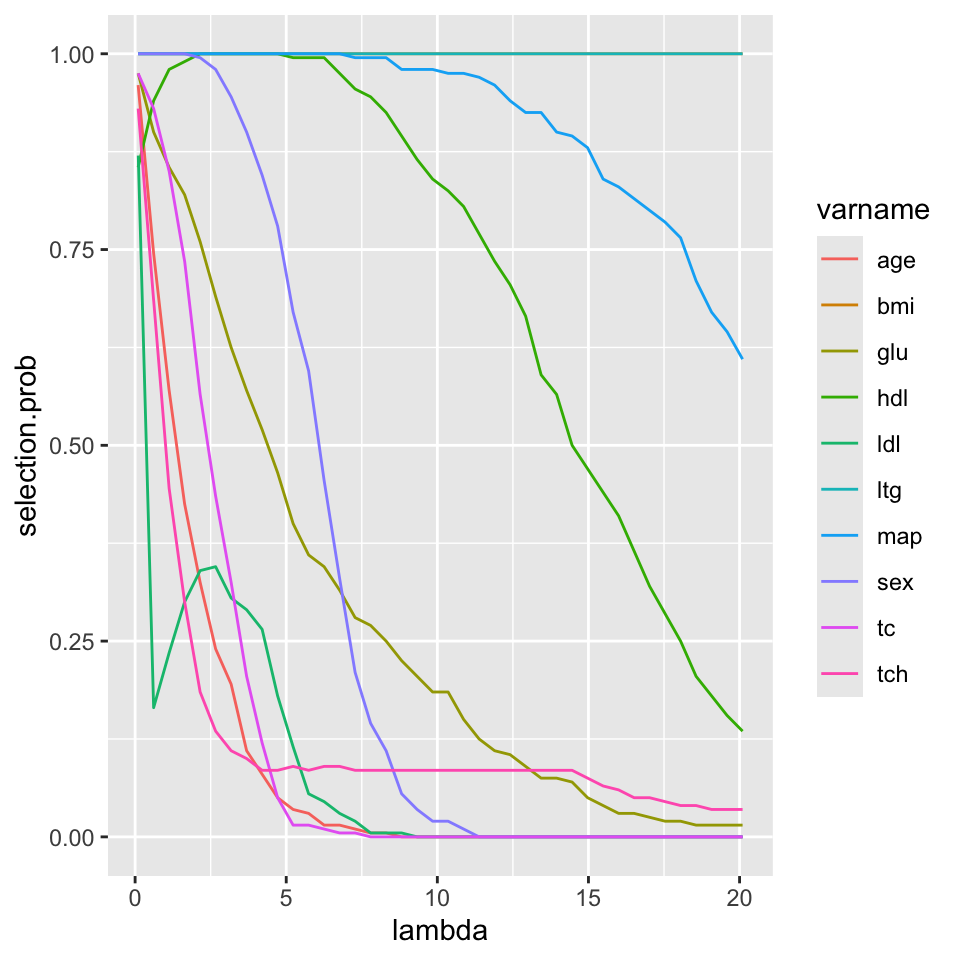 1.00
0.75
0.50
0.25
0.00
selection.prob
0
5
10
15
20
lambda
varname
age
bmi
glu
hdl
ldl
ltg
map
sex
tc
tch